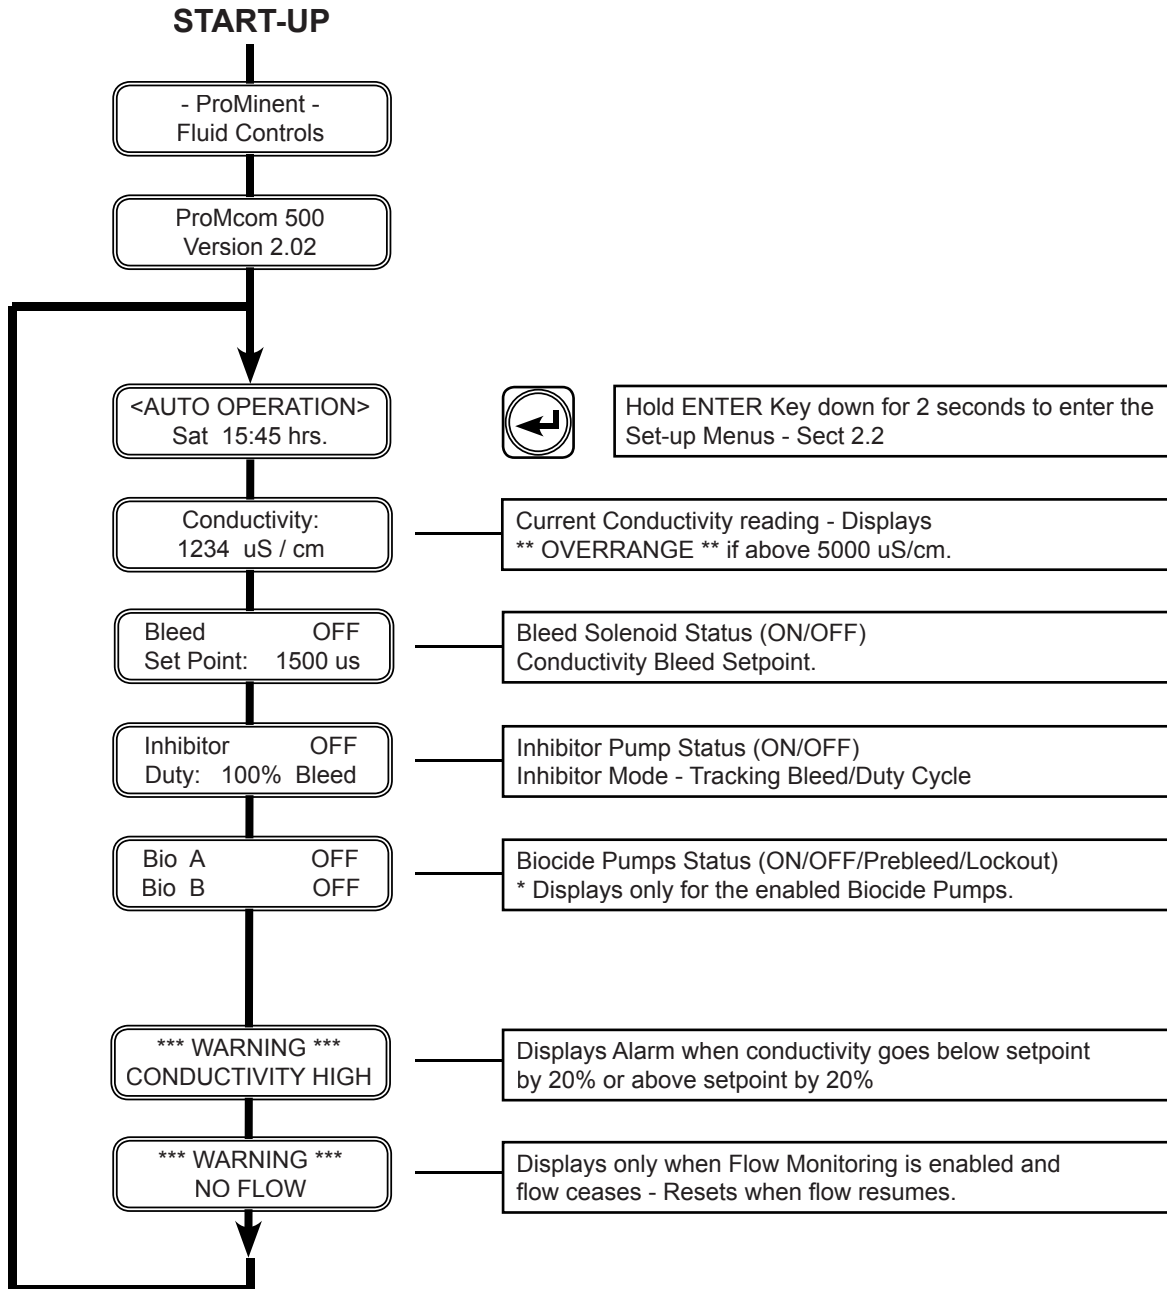 START-UP
- ProMinent -
Fluid Controls
ProMcom 500
Version 2.02
<AUTO OPERATION>
Sat 15:45 hrs.
Hold ENTER Key down for 2 seconds to enter the
Set-up Menus - Sect 2.2
Conductivity:
1234 uS / cm
Current Conductivity reading - Displays
** OVERRANGE ** if above 5000 uS/cm.
Bleed OFF
Set Point: 1500 us
Bleed Solenoid Status (ON/OFF)
Conductivity Bleed Setpoint.
Inhibitor OFF
Duty: 100% Bleed
Inhibitor Pump Status (ON/OFF)
Inhibitor Mode - Tracking Bleed/Duty Cycle
Bio A OFF
Bio B OFF
Biocide Pumps Status (ON/OFF/Prebleed/Lockout)
* Displays only for the enabled Biocide Pumps.
*** WARNING ***
CONDUCTIVITY HIGH
Displays Alarm when conductivity goes below setpoint
by 20% or above setpoint by 20%
*** WARNING ***
NO FLOW
Displays only when Flow Monitoring is enabled and
flow ceases - Resets when flow resumes.